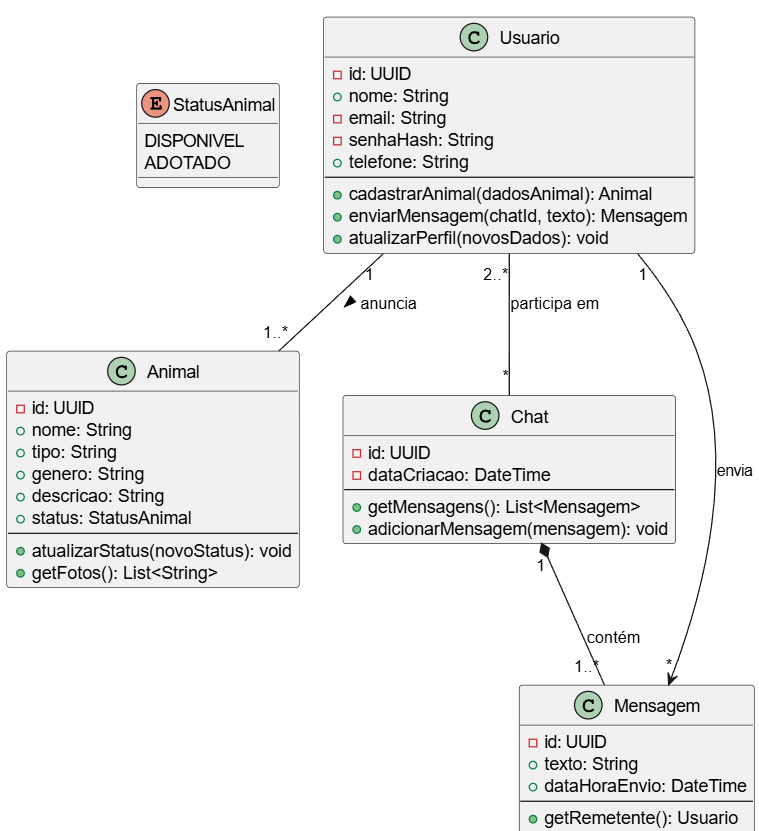 C Usuario
id: UUID
nome: String
email: String
senhaHash: String
telefone: String
cadastrarAnimal(dadosAnimal): Animal
enviarMensagem(chatId, texto): Mensagem
atualizarPerfil(novosDados): void
E StatusAnimal
DISPONIVEL
ADOTADO
1
anuncia
1..*
2..*
participa em
*
1
envia
*
C Animal
id: UUID
nome: String
tipo: String
genero: String
descricao: String
status: StatusAnimal
atualizarStatus(novoStatus): void
getFotos(): List<String>
C Chat
id: UUID
dataCriacao: DateTime
getMensagens(): List<Mensagem>
adicionarMensagem(mensagem): void
1
contém
1..*
C Mensagem
id: UUID
texto: String
dataHoraEnvio: DateTime
getRemetente(): Usuario